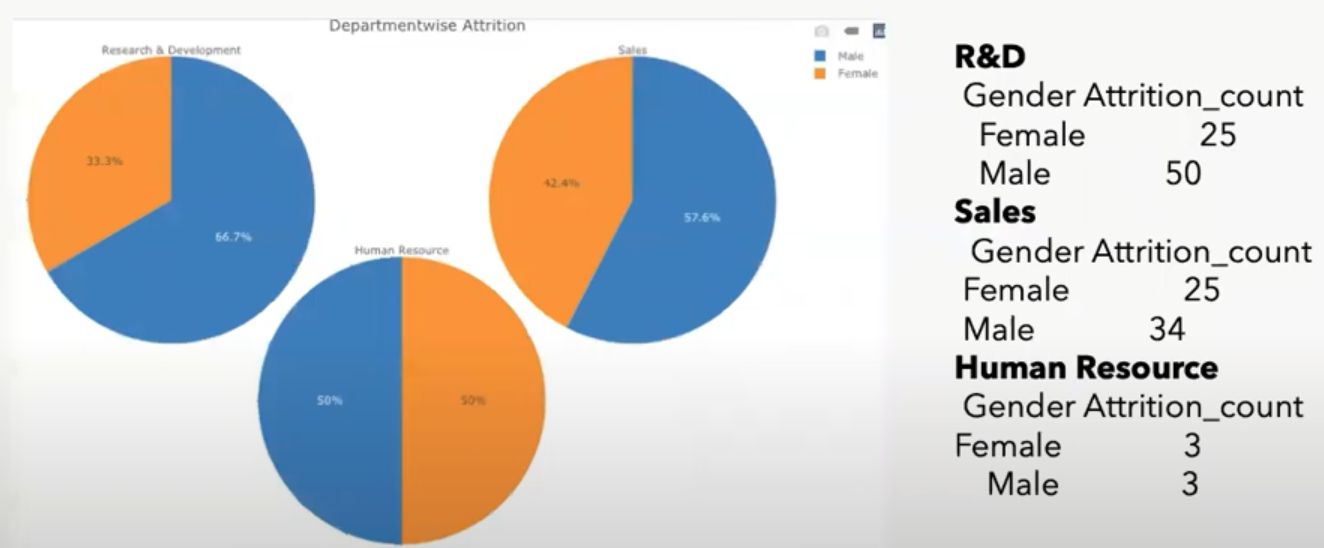 Departmentwise Attrition
Research & Development
Sales
Male
Female
33.3%
66.7%
42.4%
57.6%
Human Resource
50%
50%
R&D
Gender Attrition_count
Female 25
Male 50
Sales
Gender Attrition_count
Female 25
Male 34
Human Resource
Gender Attrition_count
Female 3
Male 3